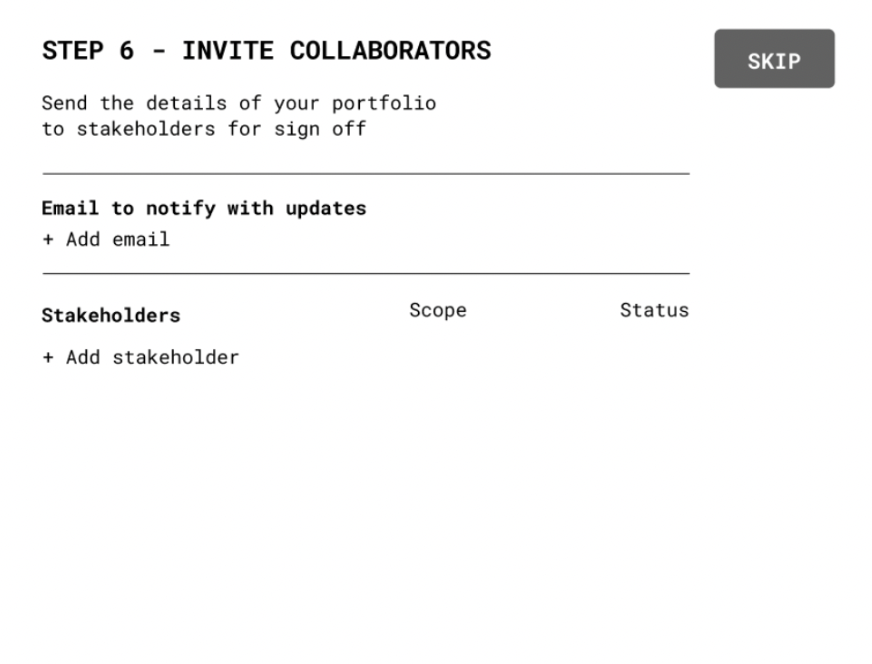 STEP 6 - INVITE COLLABORATORS
SKIP
Send the details of your portfolio
to stakeholders for sign off
Email to notify with updates
+ Add email
Stakeholders Scope Status
+ Add stakeholder